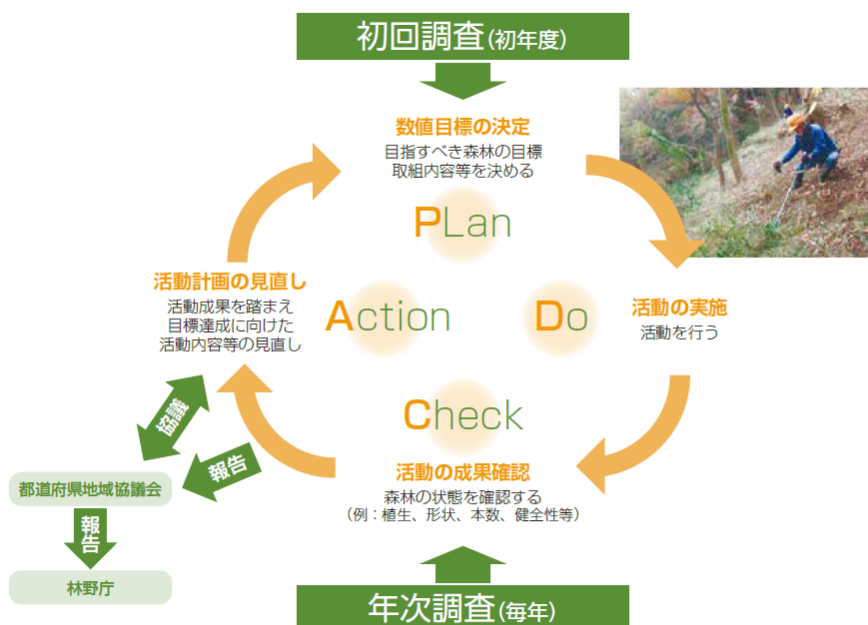 初回調査(初年度)
数値目標の決定
目指すべき森林の目標
取組内容等を決める
PLan
活動計画の見直し
活動成果を踏まえ
目標達成に向けた
活動内容等の見直し
Action
Do
活動の実施
活動を行う
Check
活動の成果確認
森林の状態を確認する
(例:植生、形状、本数、健全性等)
協議
報告
都道府県地域協議会
報告
林野庁
年次調査(毎年)